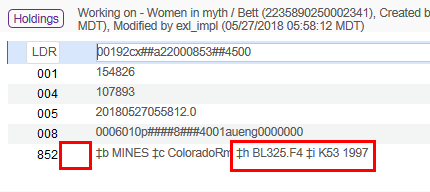 Holdings
Working on - Women in myth / Bett (2235890250002341), Created b
MDT), Modified by exl_impl (05/27/2018 05:58:12 MDT)
LDR 00192cx##a22000853##4500
001 154826
004 107893
005 20180527055812.0
008 0006010p####8###4001aueng0000000
852 ‡b MINES ‡c ColoradoRm ‡h BL325.F4 ‡i K53 1997